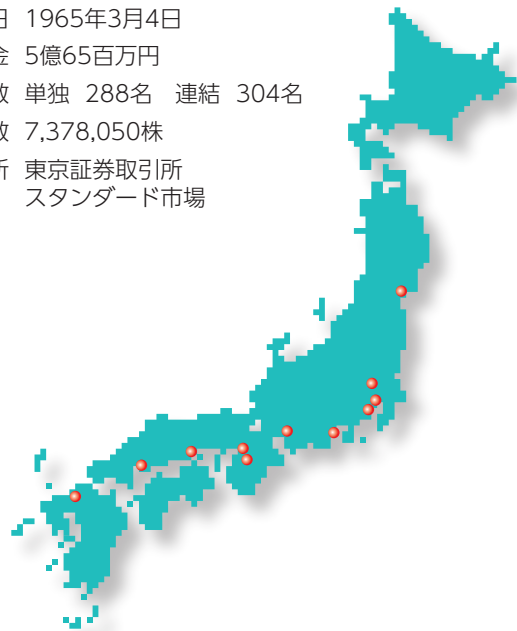 日 1965年3月4日
金 5億65百万円
数 単独 288名 連結 304名
数 7,378,050株
所 東京証券取引所
スタンダード市場